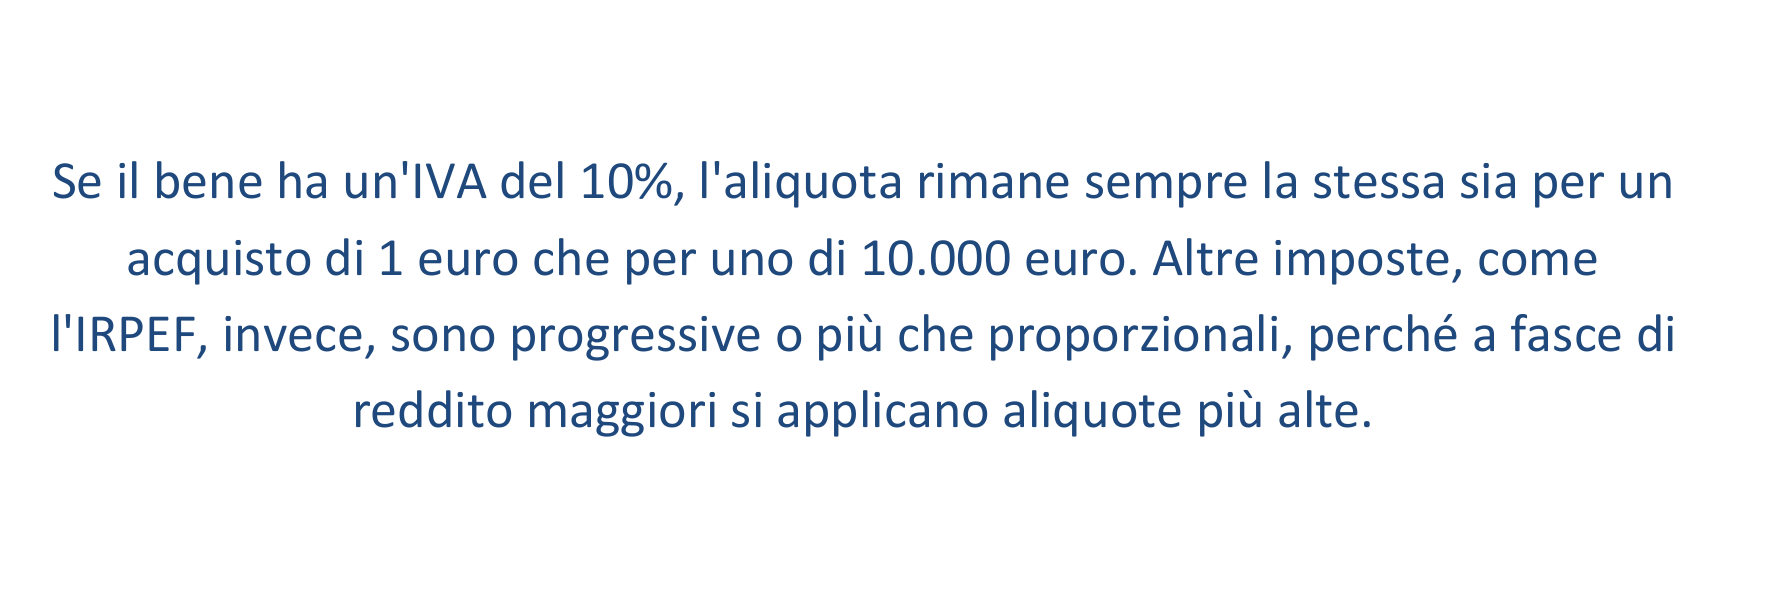 Se il bene ha un'IVA del 10%, l'aliquota rimane sempre la stessa sia per un
acquisto di 1 euro che per uno di 10.000 euro. Altre imposte, come
l'IRPEF, invece, sono progressive o più che proporzionali, perché a fasce di
reddito maggiori si applicano aliquote più alte.